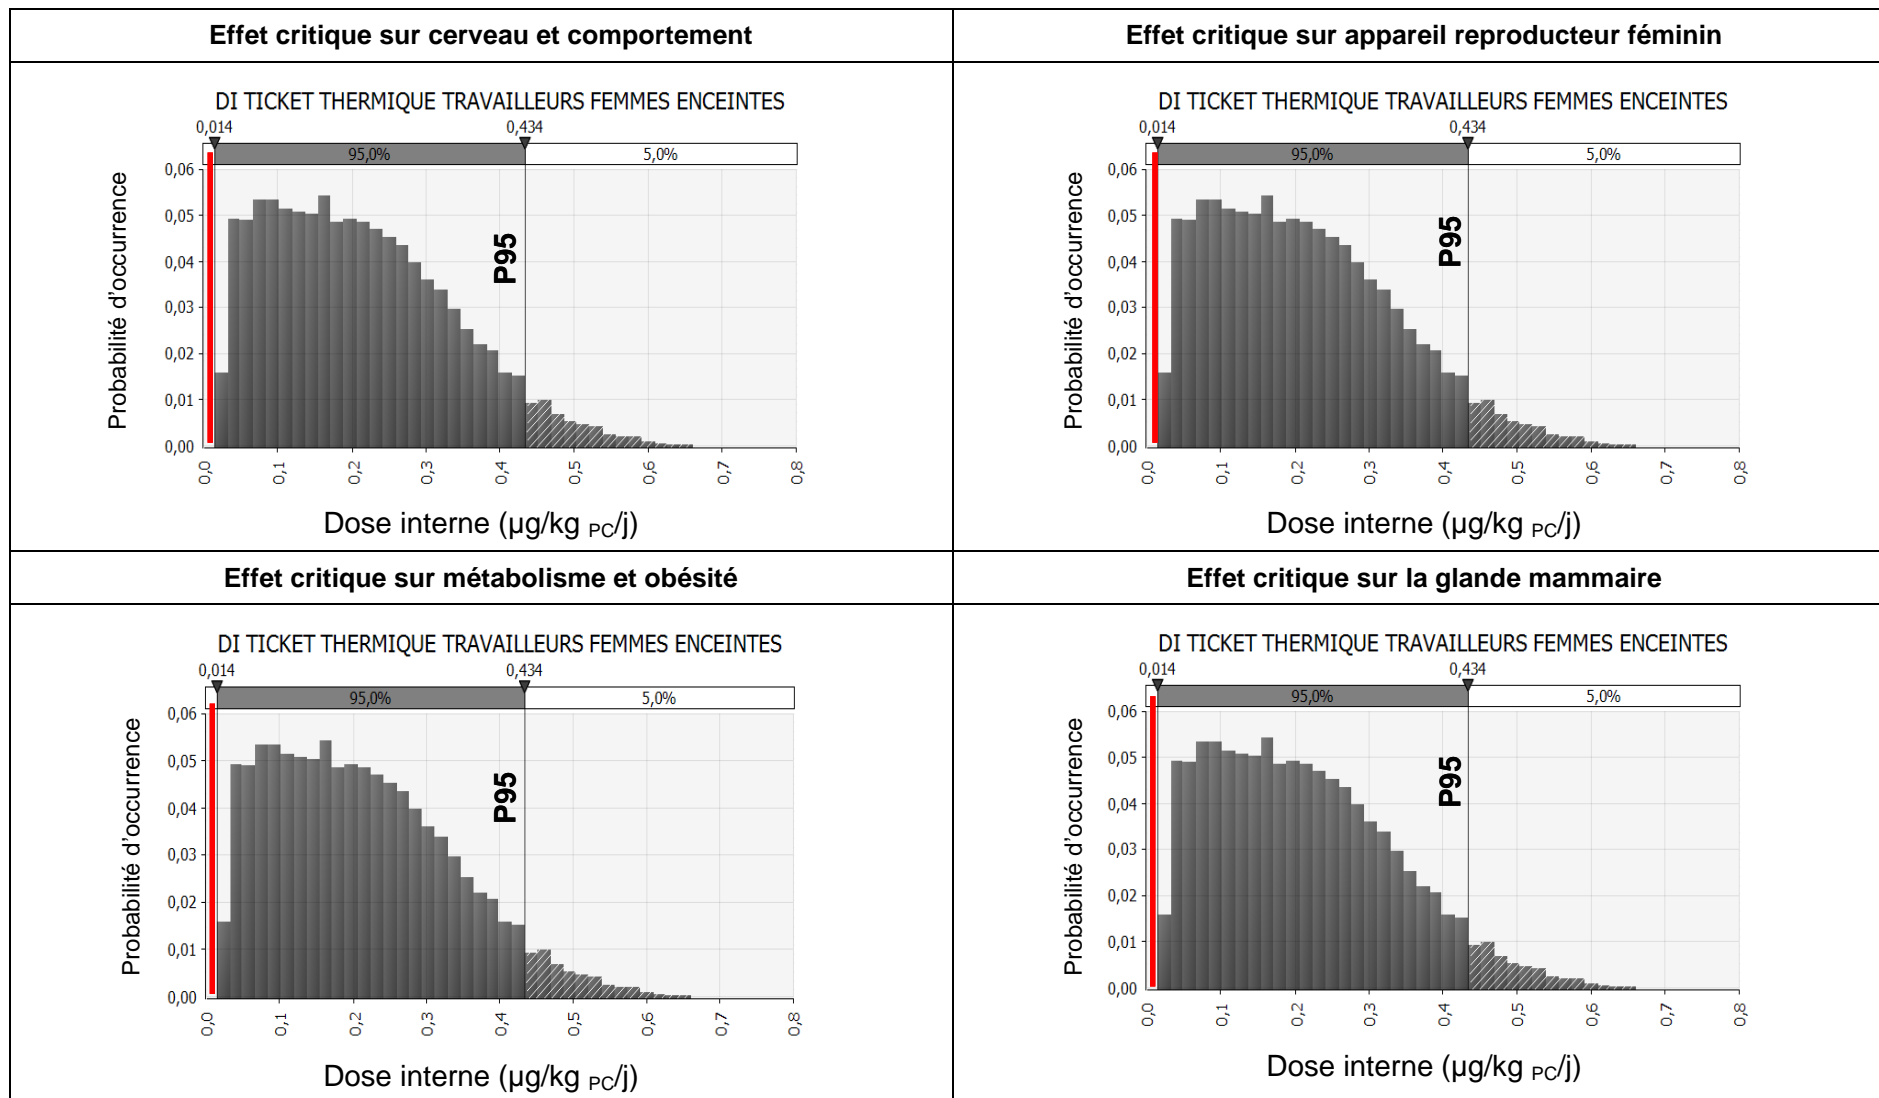 Effet critique sur cerveau et comportement
DI TICKET THERMIQUE TRAVAILLEURS FEMMES ENCEINTES
0,014 0,434
95,0% 5,0%
Probabilité d'occurrence
0,06
0,05
0,04
0,03
0,02
0,01
0,00
P95
0,0 0,1 0,2 0,3 0,4 0,5 0,6 0,7 0,8
Dose interne (µg/kg PC/j)
Effet critique sur appareil reproducteur féminin
DI TICKET THERMIQUE TRAVAILLEURS FEMMES ENCEINTES
0,014 0,434
95,0% 5,0%
Probabilité d'occurrence
0,06
0,05
0,04
0,03
0,02
0,01
0,00
P95
0,0 0,1 0,2 0,3 0,4 0,5 0,6 0,7 0,8
Dose interne (µg/kg PC/j)
Effet critique sur métabolisme et obésité
DI TICKET THERMIQUE TRAVAILLEURS FEMMES ENCEINTES
0,014 0,434
95,0% 5,0%
Probabilité d'occurrence
0,06
0,05
0,04
0,03
0,02
0,01
0,00
P95
0,0 0,1 0,2 0,3 0,4 0,5 0,6 0,7 0,8
Dose interne (µg/kg PC/j)
Effet critique sur la glande mammaire
DI TICKET THERMIQUE TRAVAILLEURS FEMMES ENCEINTES
0,014 0,434
95,0% 5,0%
Probabilité d'occurrence
0,06
0,05
0,04
0,03
0,02
0,01
0,00
P95
0,0 0,1 0,2 0,3 0,4 0,5 0,6 0,7 0,8
Dose interne (µg/kg PC/j)